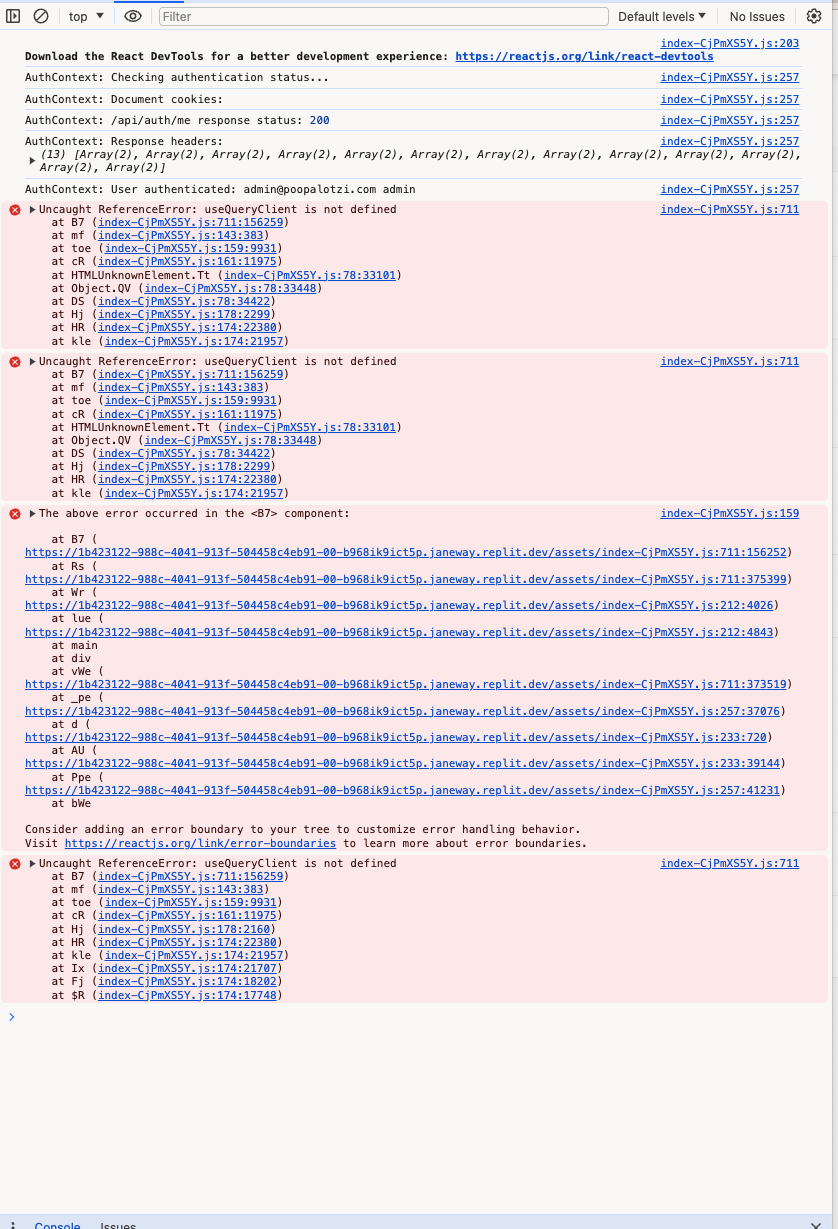 top ▼ Filter Default levels ▼ No Issues
index-CjPmXS5Y.js:203
Download the React DevTools for a better development experience: https://reactjs.org/link/react-devtools
AuthContext: Checking authentication status... index-CjPmXS5Y.js:257
AuthContext: Document cookies: index-CjPmXS5Y.js:257
AuthContext: /api/auth/me response status: 200 index-CjPmXS5Y.js:257
AuthContext: Response headers: index-CjPmXS5Y.js:257
(13) [Array(2), Array(2), Array(2), Array(2), Array(2), Array(2), Array(2), Array(2), Array(2), Array(2), Array(2),
Array(2), Array(2)]
AuthContext: User authenticated: admin@poopalotzi.com admin index-CjPmXS5Y.js:257
Uncaught ReferenceError: useQueryClient is not defined index-CjPmXS5Y.js:711
at B7 (index-CjPmXS5Y.js:711:156259)
at mf (index-CjPmXS5Y.js:143:383)
at toe (index-CjPmXS5Y.js:159:9931)
at cR (index-CjPmXS5Y.js:161:11975)
at HTMLUnknownElement.Tt (index-CjPmXS5Y.js:78:33101)
at Object.QV (index-CjPmXS5Y.js:78:33448)
at DS (index-CjPmXS5Y.js:78:34422)
at Hj (index-CjPmXS5Y.js:178:2299)
at HR (index-CjPmXS5Y.js:174:22380)
at kle (index-CjPmXS5Y.js:174:21957)
Uncaught ReferenceError: useQueryClient is not defined index-CjPmXS5Y.js:711
at B7 (index-CjPmXS5Y.js:711:156259)
at mf (index-CjPmXS5Y.js:143:383)
at toe (index-CjPmXS5Y.js:159:9931)
at cR (index-CjPmXS5Y.js:161:11975)
at HTMLUnknownElement.Tt (index-CjPmXS5Y.js:78:33101)
at Object.QV (index-CjPmXS5Y.js:78:33448)
at DS (index-CjPmXS5Y.js:78:34422)
at Hj (index-CjPmXS5Y.js:178:2299)
at HR (index-CjPmXS5Y.js:174:22380)
at kle (index-CjPmXS5Y.js:174:21957)
The above error occurred in the <B7> component: index-CjPmXS5Y.js:159
at B7 (
https://1b423122-988c-4041-913f-504458c4eb91-00-b968ik9ict5p.janeway.replit.dev/assets/index-CjPmXS5Y.js:711:156252)
at Rs (
https://1b423122-988c-4041-913f-504458c4eb91-00-b968ik9ict5p.janeway.replit.dev/assets/index-CjPmXS5Y.js:711:375399)
at Wr (
https://1b423122-988c-4041-913f-504458c4eb91-00-b968ik9ict5p.janeway.replit.dev/assets/index-CjPmXS5Y.js:212:4026)
at lue (
https://1b423122-988c-4041-913f-504458c4eb91-00-b968ik9ict5p.janeway.replit.dev/assets/index-CjPmXS5Y.js:212:4843)
at main
at div
at vWe (
https://1b423122-988c-4041-913f-504458c4eb91-00-b968ik9ict5p.janeway.replit.dev/assets/index-CjPmXS5Y.js:711:373519)
at _pe (
https://1b423122-988c-4041-913f-504458c4eb91-00-b968ik9ict5p.janeway.replit.dev/assets/index-CjPmXS5Y.js:257:37076)
at d (
https://1b423122-988c-4041-913f-504458c4eb91-00-b968ik9ict5p.janeway.replit.dev/assets/index-CjPmXS5Y.js:233:720)
at AU (
https://1b423122-988c-4041-913f-504458c4eb91-00-b968ik9ict5p.janeway.replit.dev/assets/index-CjPmXS5Y.js:233:39144)
at Ppe (
https://1b423122-988c-4041-913f-504458c4eb91-00-b968ik9ict5p.janeway.replit.dev/assets/index-CjPmXS5Y.js:257:41231)
at bWe
Consider adding an error boundary to your tree to customize error handling behavior.
Visit https://reactjs.org/link/error-boundaries to learn more about error boundaries.
Uncaught ReferenceError: useQueryClient is not defined index-CjPmXS5Y.js:711
at B7 (index-CjPmXS5Y.js:711:156259)
at mf (index-CjPmXS5Y.js:143:383)
at toe (index-CjPmXS5Y.js:159:9931)
at cR (index-CjPmXS5Y.js:161:11975)
at Hj (index-CjPmXS5Y.js:178:2160)
at HR (index-CjPmXS5Y.js:174:22380)
at kle (index-CjPmXS5Y.js:174:21957)
at Ix (index-CjPmXS5Y.js:174:21707)
at Fj (index-CjPmXS5Y.js:174:18202)
at $R (index-CjPmXS5Y.js:174:17748)
Console Issues